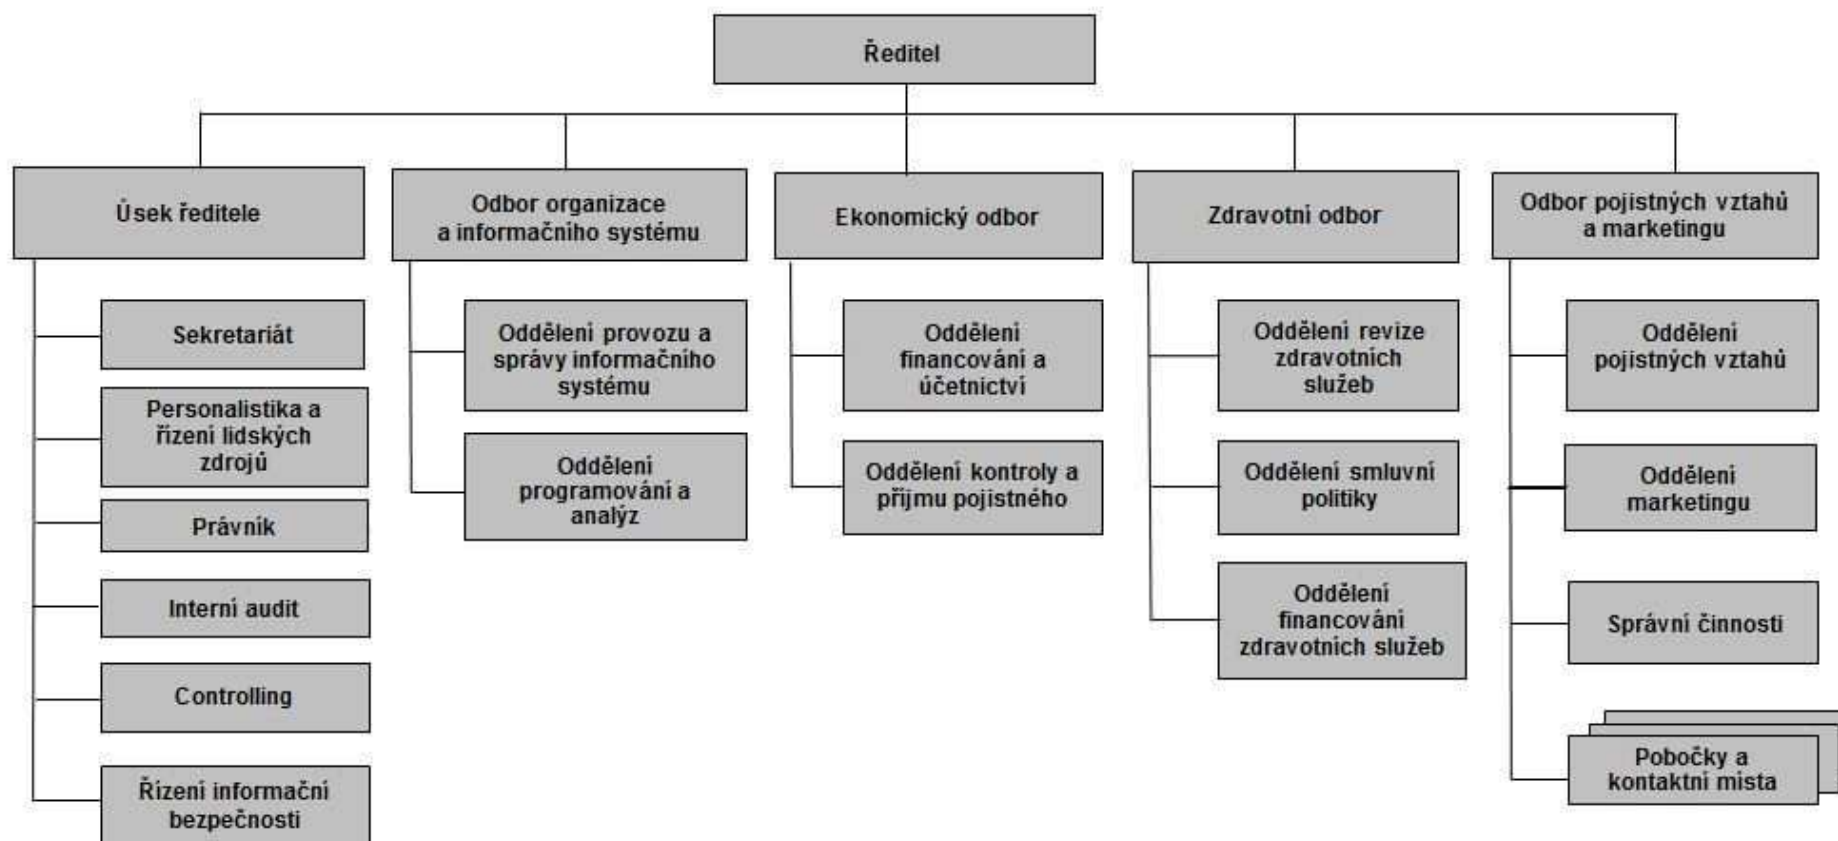 Ředitel
Úsek ředitele
Odbor organizace
a informačního systému
Ekonomický odbor
Zdravotní odbor
Odbor pojistných vztahů
a marketingu
Sekretariát
Personalistika a
řízení lidských
zdrojů
Právník
Interní audit
Controlling
Řízení informační
bezpečnosti
Oddělení provozu a
správy informačního
systému
Oddělení
programování a
analýz
Oddělení
financování a
účetnictví
Oddělení kontroly a
příjmu pojistného
Oddělení revize
zdravotních
služeb
Oddělení smluvní
politiky
Oddělení
financování
zdravotních služeb
Oddělení
pojistných vztahů
Oddělení
marketingu
Správní činnosti
Pobočky a
kontaktní místa